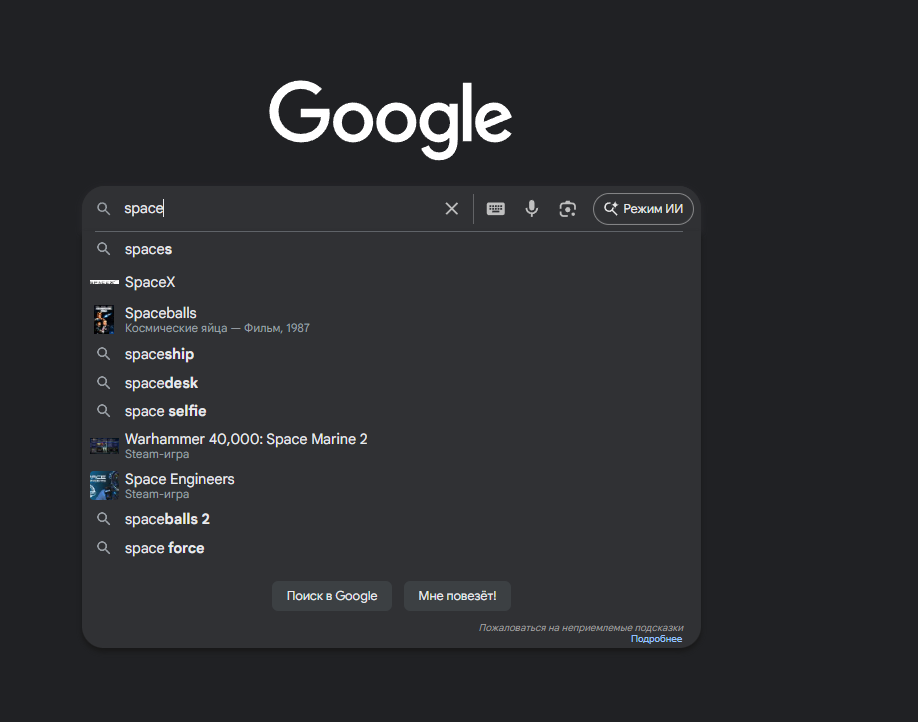 Google
space
Режим ИИ
spaces
SpaceX
Spaceballs
Космические яйца — Фильм, 1987
spaceship
spacedesk
space selfie
Warhammer 40,000: Space Marine 2
Steam-игра
Space Engineers
Steam-игра
spaceballs 2
space force
Поиск в Google
Мне повезёт!
Пожаловаться на неприемлемые подсказки
Подробнее